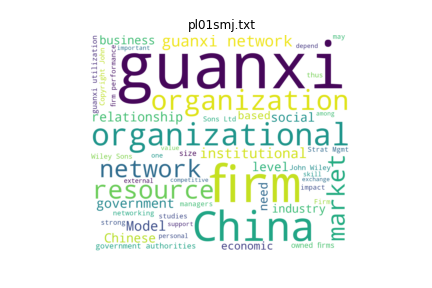 pl01smj.txt
guanxi utilization
business
important
guanxi network
depend
may
Copyright John
firm performance
guanxi
thus
organization
among
relationship
Sons Ltd
based
social
organizational
market
Wiley Sons
value
one
size
institutional
Strat Mgmt
network
external
competitive
firm
level
John Wiley
skill
exchange
resource
need
impact
government
networking
managers
China
industry
Firm
strong
Model
studies
support
Chinese
personal
economic
owned firms
government authorities